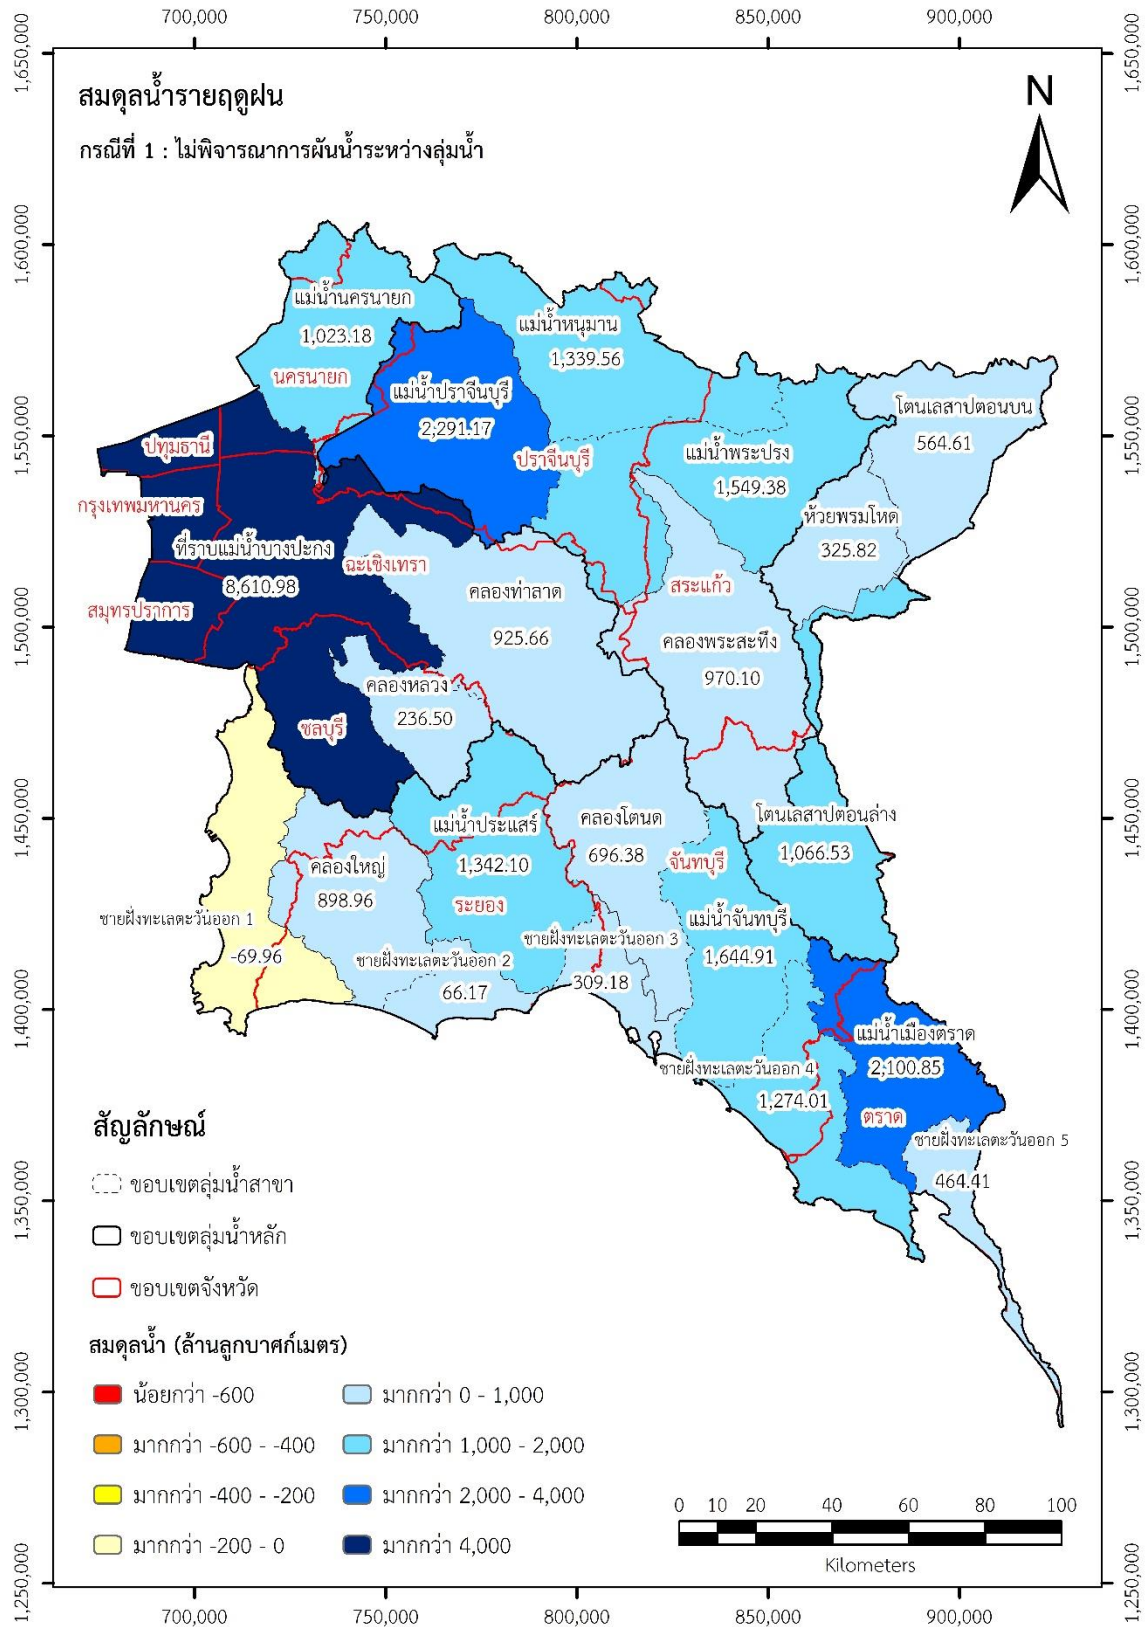 700,000
750,000
800,000
850,000
900,000
1,650,000
1,650,000
สมดุลน้ำรายฤดูฝน
N
กรณีที่ 1 : ไม่พิจารณาการผันน้ำระหว่างลุ่มน้ำ
1,600,000
1,600,000
แม่น้ำนครนายก
1,023.18
นครนายก
แม่น้ำหนุมาน
1,339.56
แม่น้ำปราจีนบุรี
2,291.17
โตนเลสาปตอนบน
564.61
1,550,000
1,550,000
ปทุมธานี
ปราจีนบุรี
แม่น้ำพระปรง
1,549.38
กรุงเทพมหานคร
ห้วยพรมโหด
325.82
ที่ราบแม่น้ำบางปะกง
8,610.98
ฉะเชิงเทรา
คลองท่าลาด
925.66
สระแก้ว
สมุทรปราการ
1,500,000
1,500,000
คลองพระสะทึง
970.10
คลองหลวง
236.50
ชลบุรี
1,450,000
1,450,000
แม่น้ำประแสร์
1,342.10
คลองโตนด
696.38
โตนเลสาปตอนล่าง
1,066.53
คลองใหญ่
898.96
จันทบุรี
ระยอง
ชายฝั่งทะเลตะวันออก 1
-69.96
แม่น้ำจันทบุรี
1,644.91
ชายฝั่งทะเลตะวันออก 3
309.18
ชายฝั่งทะเลตะวันออก 2
66.17
1,400,000
1,400,000
แม่น้ำเมืองตราด
2,100.85
ชายฝั่งทะเลตะวันออก 4
1,274.01
ตราด
ชายฝั่งทะเลตะวันออก 5
464.41
1,350,000
1,350,000
สัญลักษณ์
ขอบเขตลุ่มน้ำสาขา
ขอบเขตลุ่มน้ำหลัก
ขอบเขตจังหวัด
สมดุลน้ำ (ล้านลูกบาศก์เมตร)
1,300,000
1,300,000
น้อยกว่า -600
มากกว่า 0 - 1,000
มากกว่า -600 - -400
มากกว่า 1,000 - 2,000
มากกว่า -400 - -200
มากกว่า 2,000 - 4,000
มากกว่า -200 - 0
มากกว่า 4,000
0 10 20 40 60 80 100
Kilometers
1,250,000
1,250,000
700,000
750,000
800,000
850,000
900,000